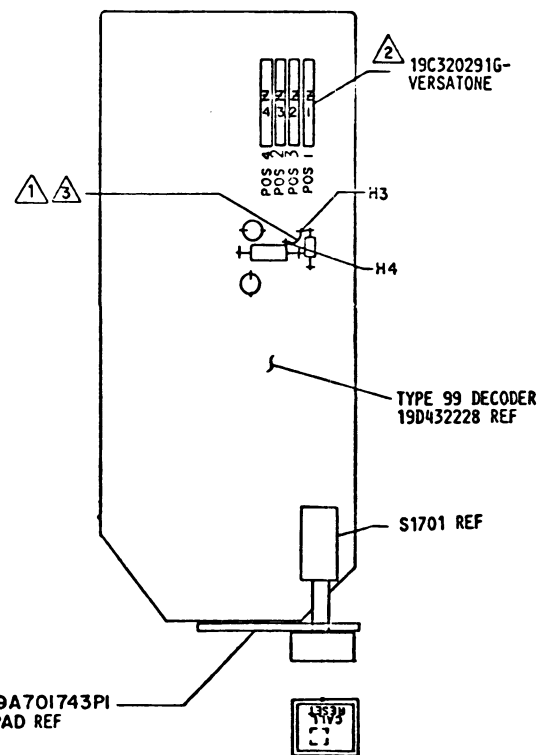 2
19C320291G-
VERSATONE
Z Z Z Z
4 3 2 1
POS 4
POS 2
POS 3
POS 1
1 3
H3
H4
TYPE 99 DECODER
19D432228 REF
S1701 REF
9A701743P1
PAD REF
CALL
RESET